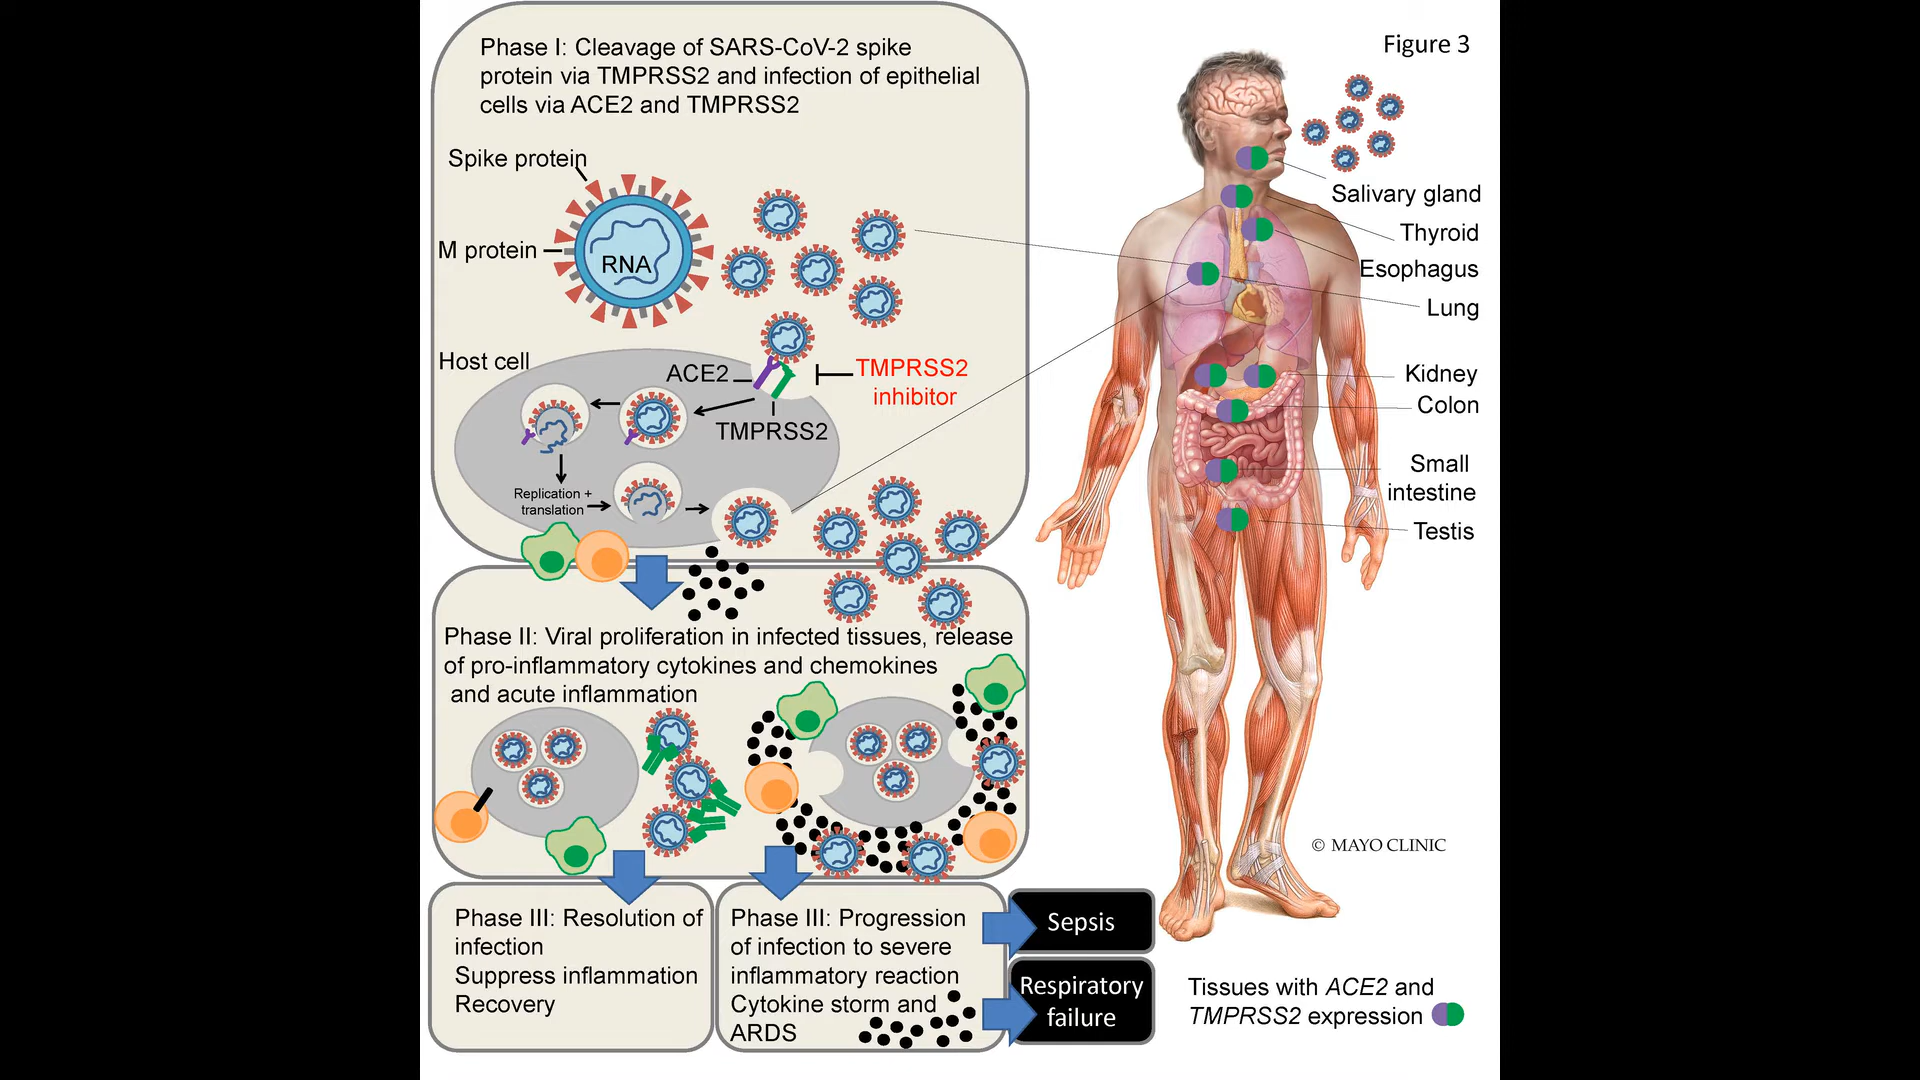 Phase I: Cleavage of SARS-CoV-2 spike
protein via TMPRSS2 and infection of epithelial
cells via ACE2 and TMPRSS2
Spike protein
M protein
RNA
Host cell
ACE2
TMPRSS2
inhibitor
TMPRSS2
Replication +
translation
Phase II: Viral proliferation in infected tissues, release
of pro-inflammatory cytokines and chemokines
and acute inflammation
Phase III: Resolution of
infection
Suppress inflammation
Recovery
Phase III: Progression
of infection to severe
inflammatory reaction
Cytokine storm and
ARDS
Sepsis
Respiratory
failure
Figure 3
Salivary gland
Thyroid
Esophagus
Lung
Kidney
Colon
Small
intestine
Testis
© MAYO CLINIC
Tissues with ACE2 and
TMPRSS2 expression